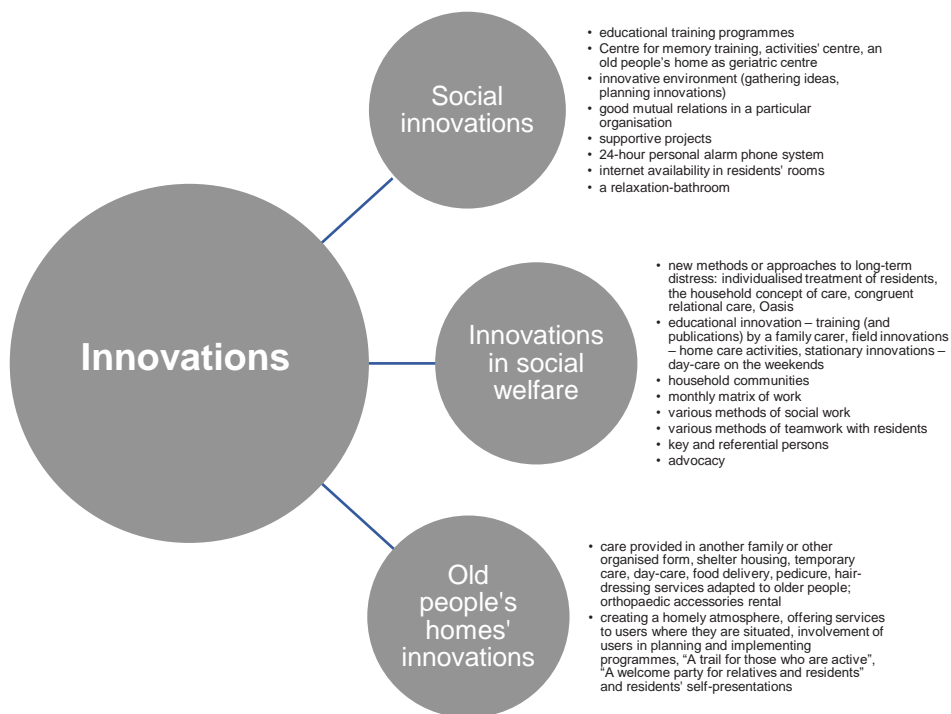 Innovations
Social
innovations
• educational training programmes
• Centre for memory training, activities' centre, an
old people's home as geriatric centre
• innovative environment (gathering ideas,
planning innovations)
• good mutual relations in a particular
organisation
• supportive projects
• 24-hour personal alarm phone system
• internet availability in residents' rooms
• a relaxation-bathroom
Innovations
in social
welfare
• new methods or approaches to long-term
distress: individualised treatment of residents,
the household concept of care, congruent
relational care, Oasis
• educational innovation – training (and
publications) by a family carer, field innovations
– home care activities, stationary innovations –
day-care on the weekends
• household communities
• monthly matrix of work
• various methods of social work
• various methods of teamwork with residents
• key and referential persons
• advocacy
Old
people's
homes'
innovations
• care provided in another family or other
organised form, shelter housing, temporary
care, day-care, food delivery, pedicure, hair-
dressing services adapted to older people;
orthopaedic accessories rental
• creating a homely atmosphere, offering services
to users where they are situated, involvement of
users in planning and implementing
programmes, “A trail for those who are active”,
“A welcome party for relatives and residents”
and residents' self-presentations